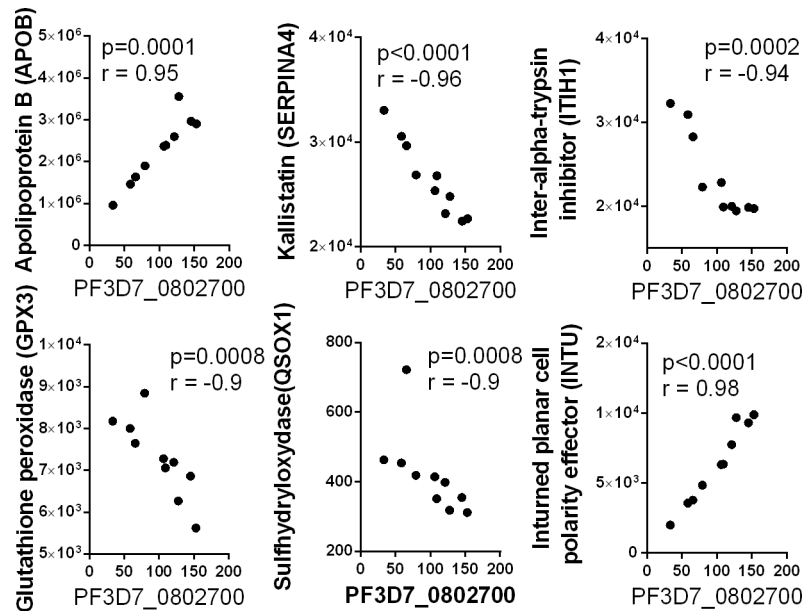 Apolipoprotein B (APOB)
6×10⁶
5×10⁶
4×10⁶
3×10⁶
2×10⁶
1×10⁶
0
p=0.0001
r = 0.95
0 50 100 150 200
PF3D7_0802700
Kallistatin (SERPINA4)
4×10⁴
3×10⁴
2×10⁴
p<0.0001
r = -0.96
0 50 100 150 200
PF3D7_0802700
Inter-alpha-trypsin
inhibitor (ITIH1)
4×10⁴
3×10⁴
2×10⁴
p=0.0002
r = -0.94
0 50 100 150 200
PF3D7_0802700
Glutathione peroxidase (GPX3)
1×10⁴
9×10³
8×10³
7×10³
6×10³
5×10³
p=0.0008
r = -0.9
0 50 100 150 200
PF3D7_0802700
Sulfhydryloxydase(QSOX1)
800
600
400
200
p=0.0008
r = -0.9
0 50 100 150 200
PF3D7_0802700
Inturned planar cell
polarity effector (INTU)
2×10⁴
1×10⁴
5×10³
0
p<0.0001
r = 0.98
0 50 100 150 200
PF3D7_0802700